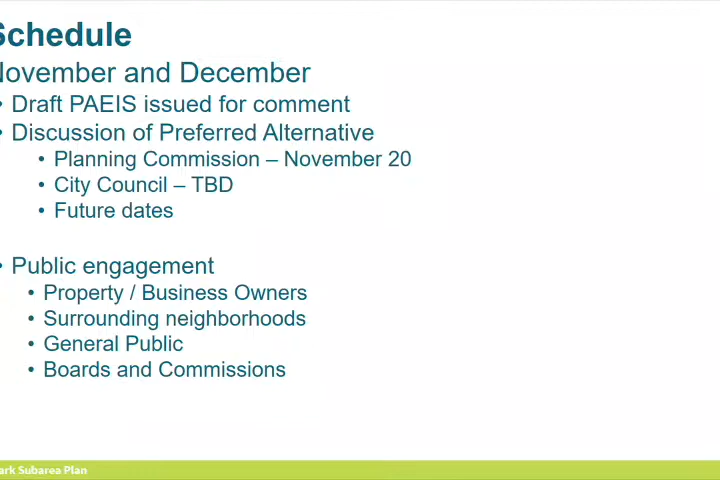 Schedule
November and December
• Draft PAEIS issued for comment
• Discussion of Preferred Alternative
• Planning Commission – November 20
• City Council – TBD
• Future dates
• Public engagement
• Property / Business Owners
• Surrounding neighborhoods
• General Public
• Boards and Commissions
ark Subarea Plan